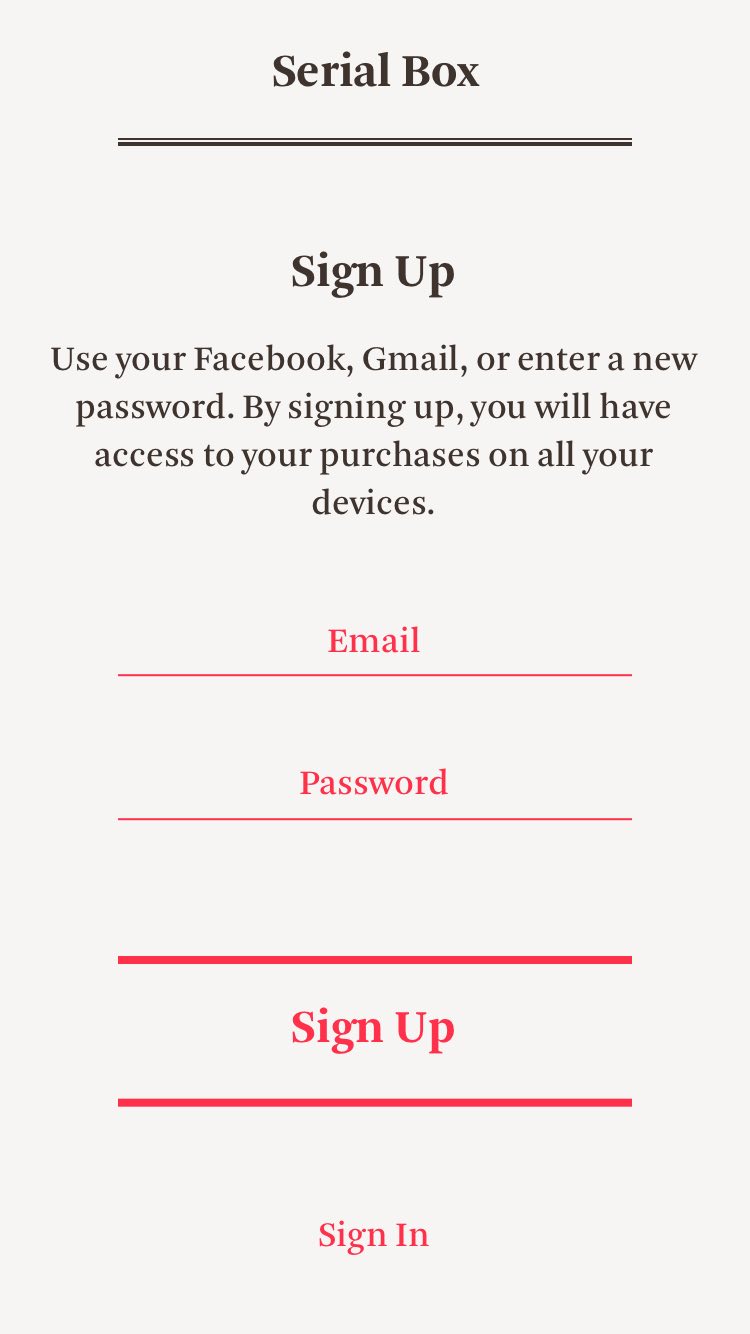 Serial Box
Sign Up
Use your Facebook, Gmail, or enter a new
password. By signing up, you will have
access to your purchases on all your
devices.
Email
Password
Sign Up
Sign In